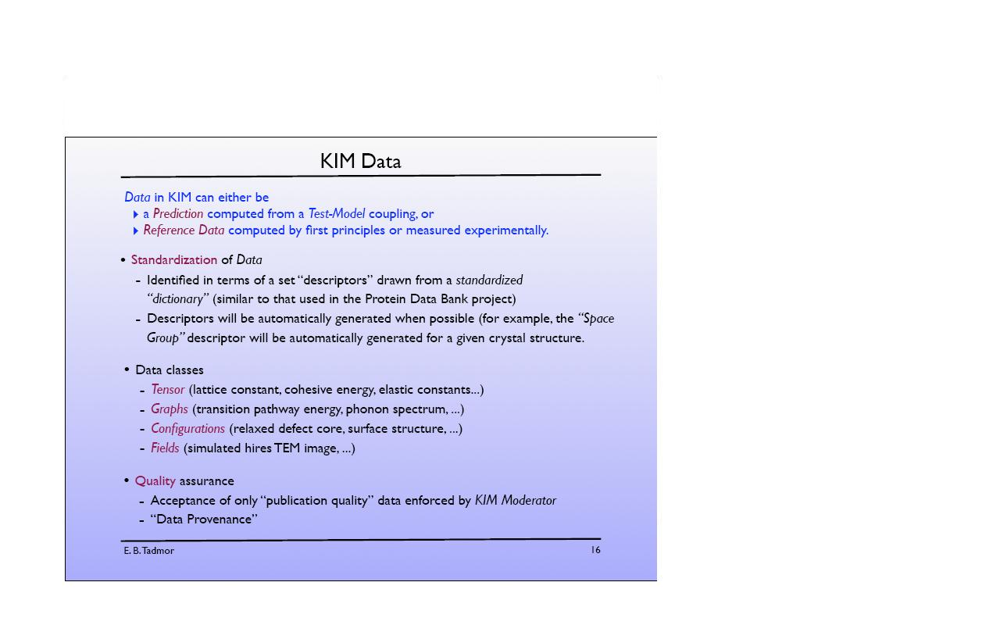 KIM Data
Data in KIM can either be
a Prediction computed from a Test-Model coupling, or
Reference Data computed by first principles or measured experimentally.
• Standardization of Data
- Identified in terms of a set “descriptors” drawn from a standardized
“dictionary” (similar to that used in the Protein Data Bank project)
- Descriptors will be automatically generated when possible (for example, the “Space
Group” descriptor will be automatically generated for a given crystal structure.
• Data classes
- Tensor (lattice constant, cohesive energy, elastic constants...)
- Graphs (transition pathway energy, phonon spectrum, ...)
- Configurations (relaxed defect core, surface structure, ...)
- Fields (simulated hires TEM image, ...)
• Quality assurance
- Acceptance of only “publication quality” data enforced by KIM Moderator
- “Data Provenance”
E. B. Tadmor 16